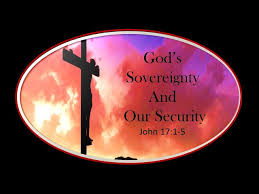 God's
Sovereignty
And
Our Security
John 17:1-5